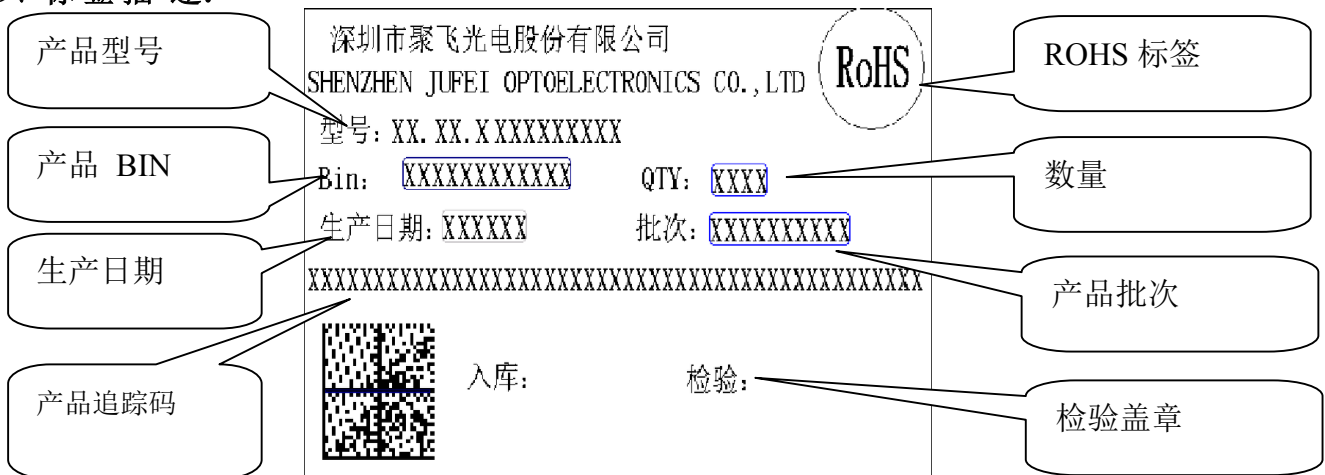 标签描述:
产品型号
深圳市聚飞光电股份有限公司
RoHS
ROHS 标签
SHENZHEN JUFEI OPTOELECTRONICS CO.,LTD
型号: XX. XX. XXXXXXXXXXX
产品 BIN
Bin: XXXXXXXXXXXX
QTY: XXXX
数量
生产日期: XXXXXX
批次: XXXXXXXXXX
生产日期
产品批次
入库:
检验:
产品追踪码
检验盖章